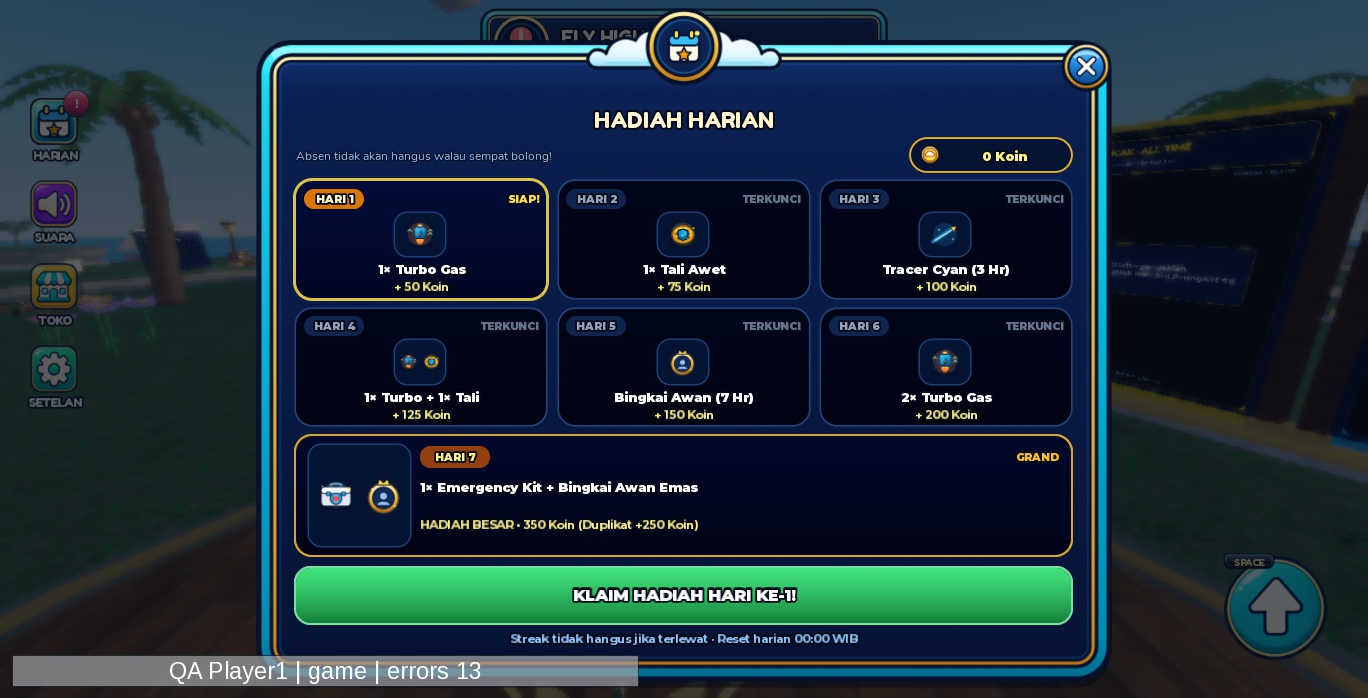 FLY HIGH
HADIAH HARIAN
Absen tidak akan hangus walau sempat bolong!
0 Koin
!
HARIAN
SUARA
TOKO
SETELAN
HARI 1
SIAP!
1× Turbo Gas
+ 50 Koin
HARI 2
TERKUNCI
1× Tali Awet
+ 75 Koin
HARI 3
TERKUNCI
Tracer Cyan (3 Hr)
+ 100 Koin
HARI 4
TERKUNCI
1× Turbo + 1× Tali
+ 125 Koin
HARI 5
TERKUNCI
Bingkai Awan (7 Hr)
+ 150 Koin
HARI 6
TERKUNCI
2× Turbo Gas
+ 200 Koin
HARI 7
GRAND
1× Emergency Kit + Bingkai Awan Emas
HADIAH BESAR • 350 Koin (Duplikat +250 Koin)
KLAIM HADIAH HARI KE-1!
Streak tidak hangus jika terlewat · Reset harian 00:00 WIB
SPACE
QA Player1 | game | errors 13
ALL TIME